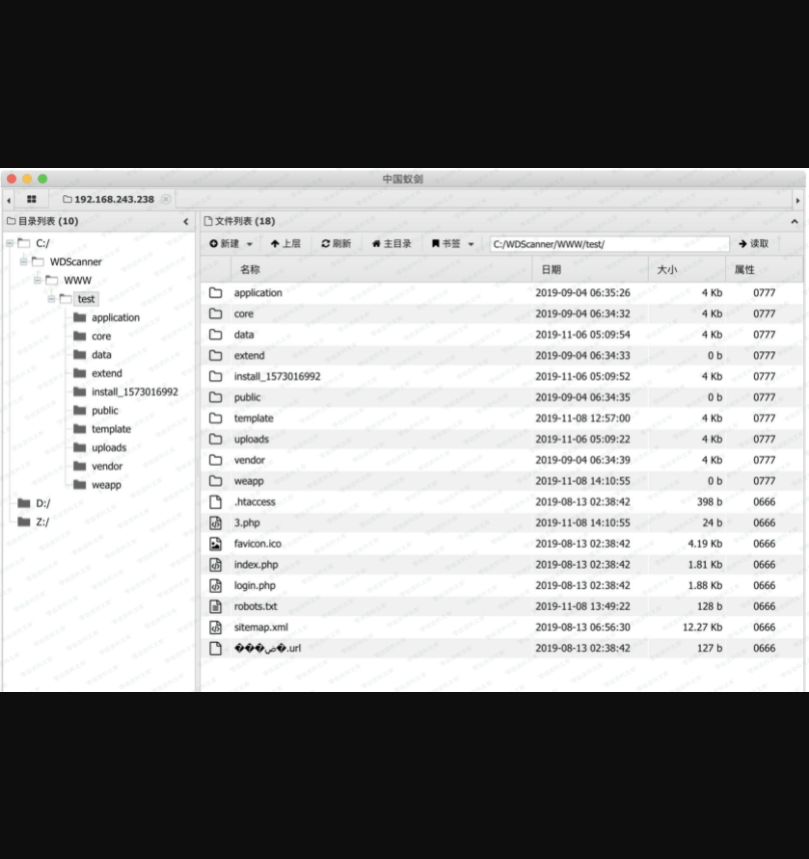 中国蚁剑
192.168.243.238
目录列表 (10)
C:/
WDScanner
WWW
test
application
core
data
extend
install_1573016992
public
template
uploads
vendor
weapp
D:/
Z:/
文件列表 (18)
新建 上层 刷新 主目录 书签 C:/WDScanner/WWW/test/ 读取
名称 日期 大小 属性
application 2019-09-04 06:35:26 4 Kb 0777
core 2019-09-04 06:34:32 4 Kb 0777
data 2019-11-06 05:09:54 4 Kb 0777
extend 2019-09-04 06:34:33 0 b 0777
install_1573016992 2019-11-06 05:09:52 4 Kb 0777
public 2019-09-04 06:34:35 0 b 0777
template 2019-11-08 12:57:00 4 Kb 0777
uploads 2019-11-06 05:09:22 4 Kb 0777
vendor 2019-09-04 06:34:39 4 Kb 0777
weapp 2019-11-08 14:10:55 0 b 0777
.htaccess 2019-08-13 02:38:42 398 b 0666
3.php 2019-11-08 14:10:55 24 b 0666
favicon.ico 2019-08-13 02:38:42 4.19 Kb 0666
index.php 2019-08-13 02:38:42 1.81 Kb 0666
login.php 2019-08-13 02:38:42 1.88 Kb 0666
robots.txt 2019-11-08 13:49:22 128 b 0666
sitemap.xml 2019-08-13 06:56:30 12.27 Kb 0666
.url 2019-08-13 02:38:42 127 b 0666